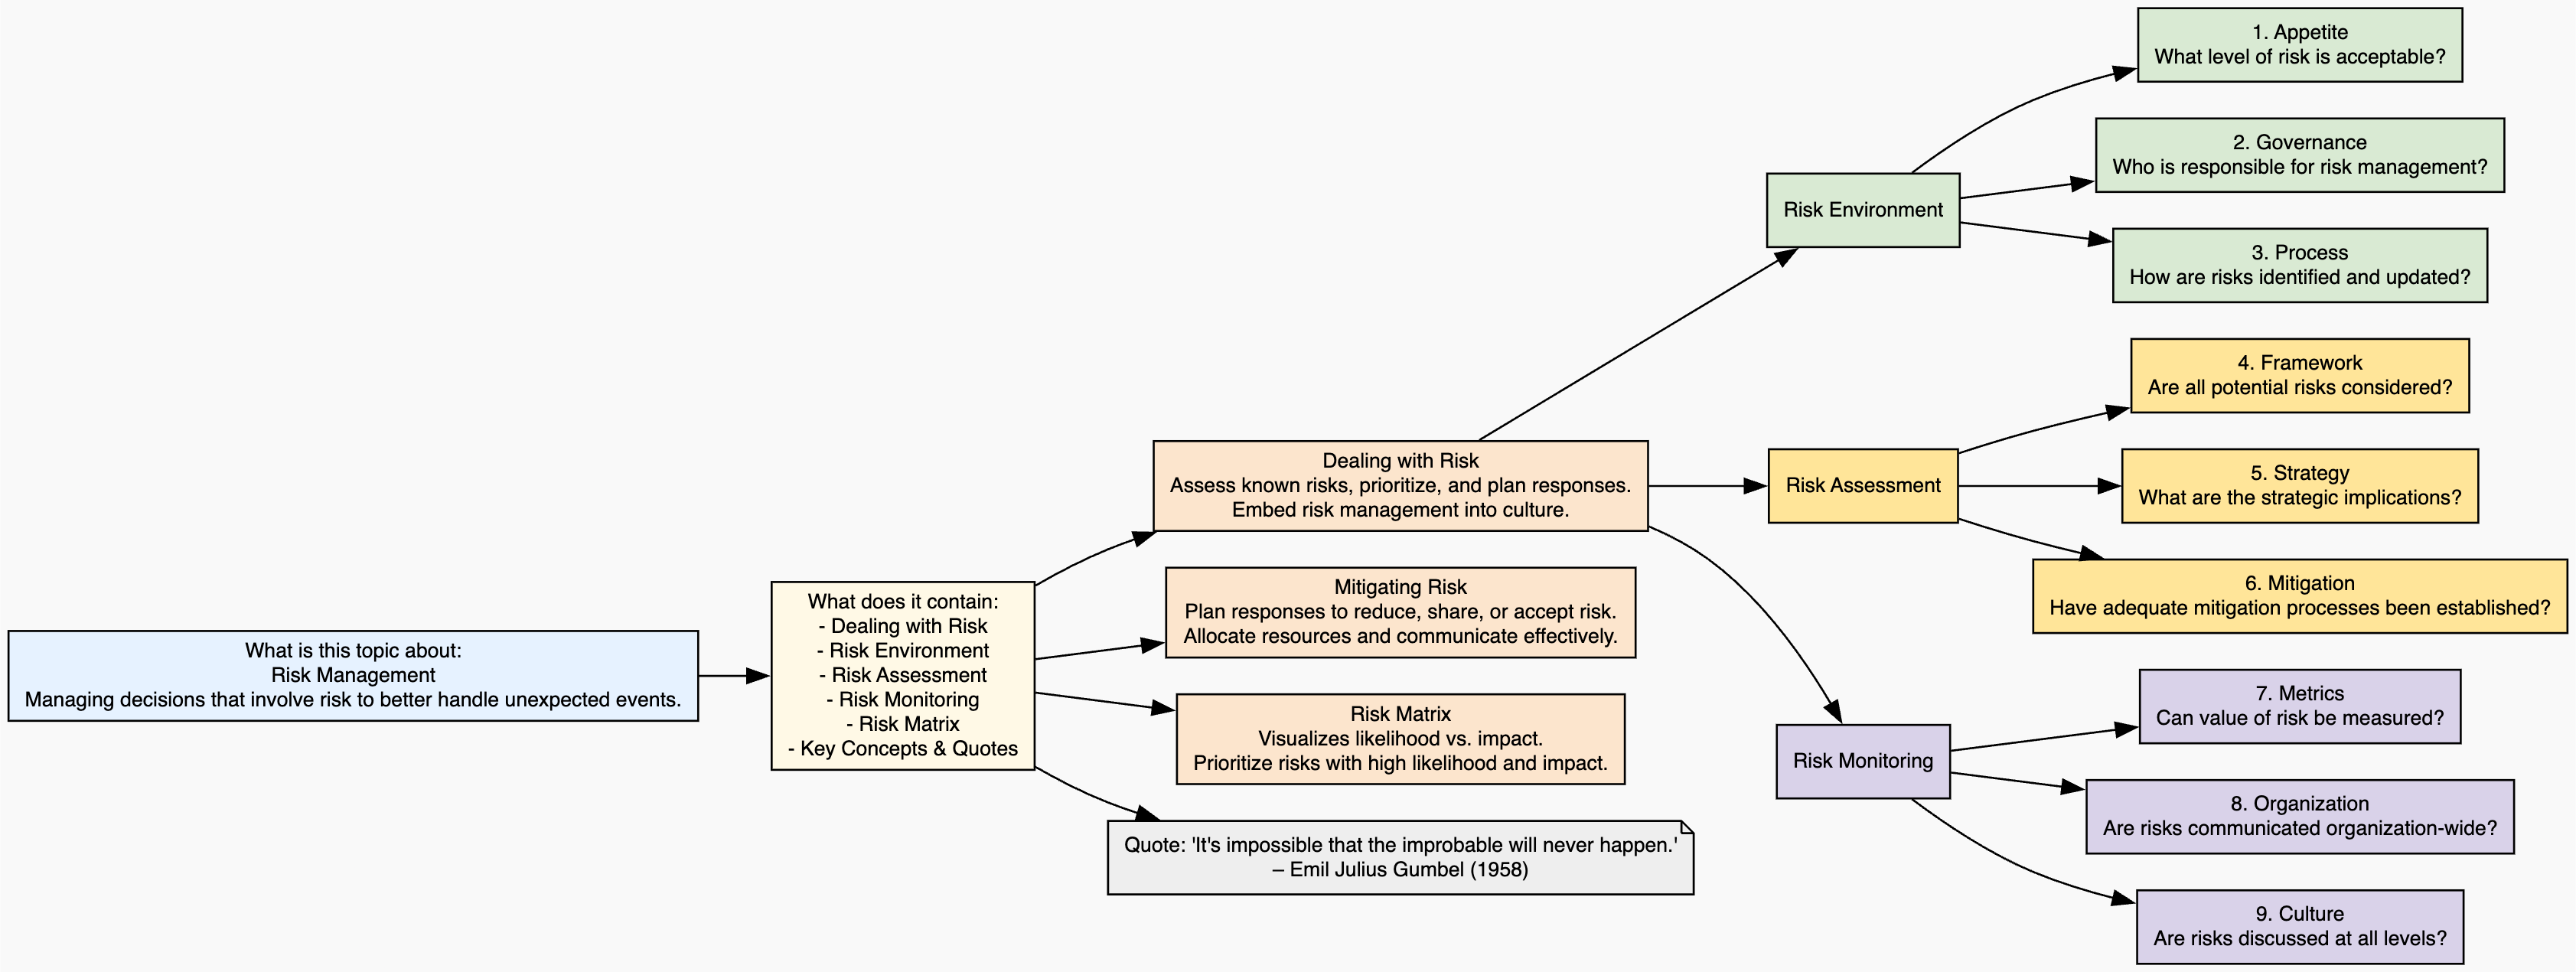 What is this topic about:
Risk Management
Managing decisions that involve risk to better handle unexpected events.
What does it contain:
- Dealing with Risk
- Risk Environment
- Risk Assessment
- Risk Monitoring
- Risk Matrix
- Key Concepts & Quotes
Dealing with Risk
Assess known risks, prioritize, and plan responses.
Embed risk management into culture.
Mitigating Risk
Plan responses to reduce, share, or accept risk.
Allocate resources and communicate effectively.
Risk Matrix
Visualizes likelihood vs. impact.
Prioritize risks with high likelihood and impact.
Quote: 'It's impossible that the improbable will never happen.'
– Emil Julius Gumbel (1958)
Risk Environment
1. Appetite
What level of risk is acceptable?
2. Governance
Who is responsible for risk management?
3. Process
How are risks identified and updated?
Risk Assessment
4. Framework
Are all potential risks considered?
5. Strategy
What are the strategic implications?
6. Mitigation
Have adequate mitigation processes been established?
Risk Monitoring
7. Metrics
Can value of risk be measured?
8. Organization
Are risks communicated organization-wide?
9. Culture
Are risks discussed at all levels?